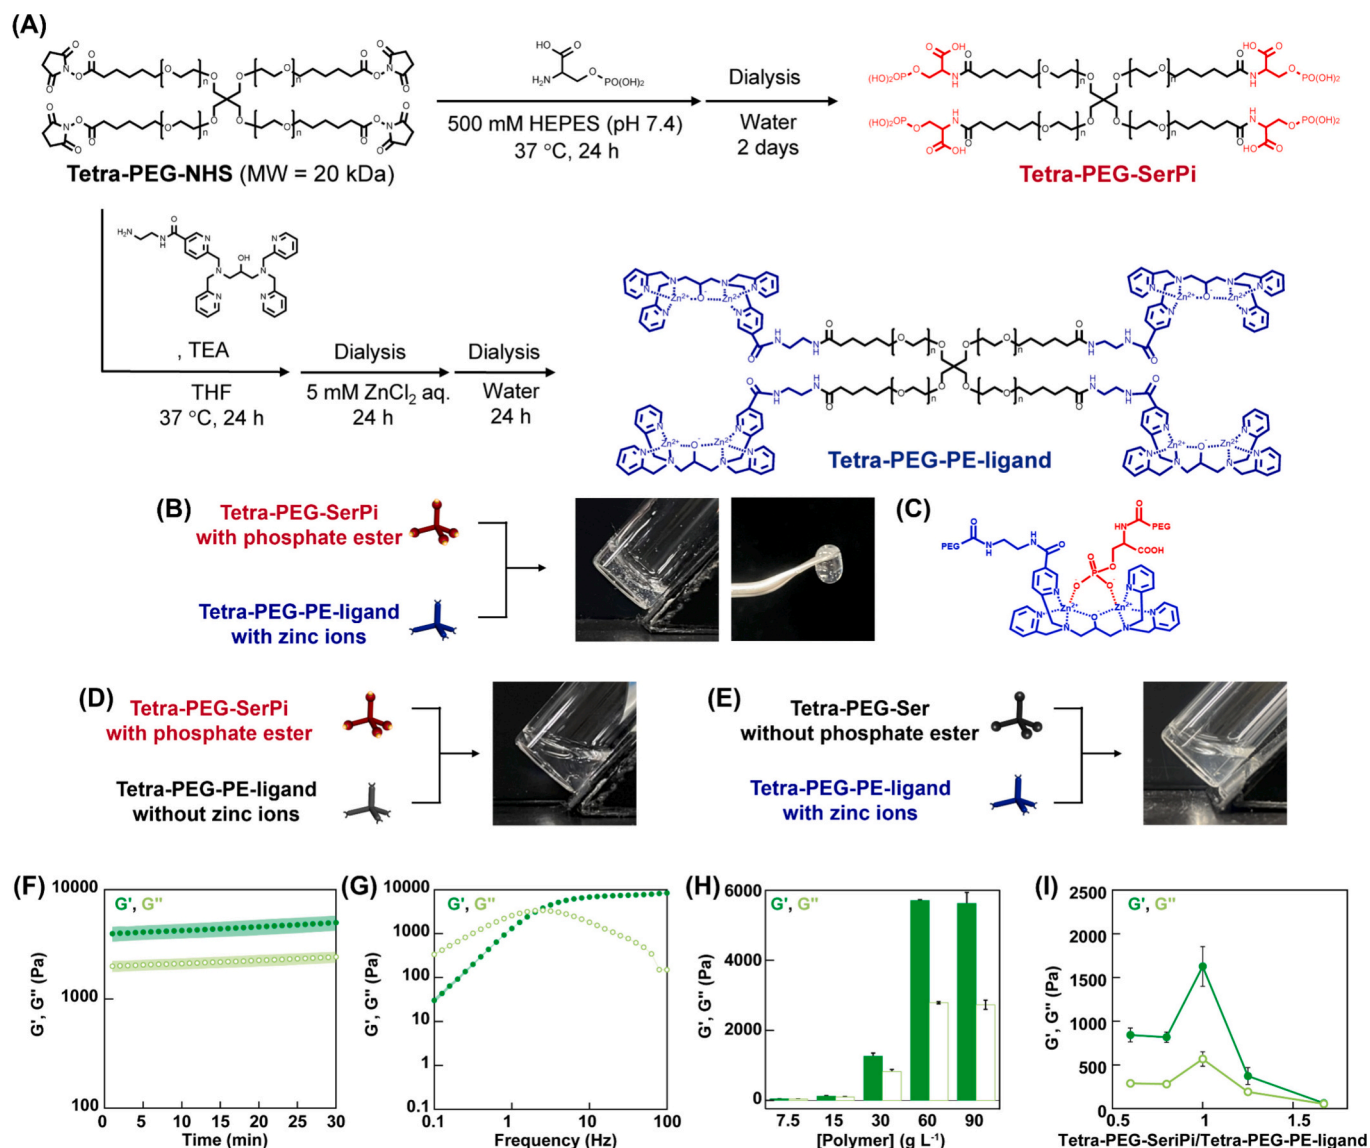 (A)
Tetra-PEG-NHS (MW = 20 kDa)
500 mM HEPES (pH 7.4)
37 °C, 24 h
Dialysis
Water
2 days
Tetra-PEG-SerPi
, TEA
THF
37 °C, 24 h
Dialysis
5 mM ZnCl₂ aq.
24 h
Dialysis
Water
24 h
Tetra-PEG-PE-ligand
(B)
Tetra-PEG-SerPi
with phosphate ester
Tetra-PEG-PE-ligand
with zinc ions
(C)
PEG
PEG
COOH
(D)
Tetra-PEG-SerPi
with phosphate ester
Tetra-PEG-PE-ligand
without zinc ions
(E)
Tetra-PEG-Ser
without phosphate ester
Tetra-PEG-PE-ligand
with zinc ions
(F)
G', G"
G', G" (Pa)
10000
1000
100
0 5 10 15 20 25 30
Time (min)
(G)
G', G"
G', G" (Pa)
10000
1000
100
10
1
0.1
0.1 1 10 100
Frequency (Hz)
(H)
G', G"
G', G" (Pa)
6000
4000
2000
0
7.5 15 30 60 90
[Polymer] (g L⁻¹)
(I)
G', G"
G', G" (Pa)
2500
2000
1500
1000
500
0
0.5 1 1.5
Tetra-PEG-SeriPi/Tetra-PEG-PE-ligand